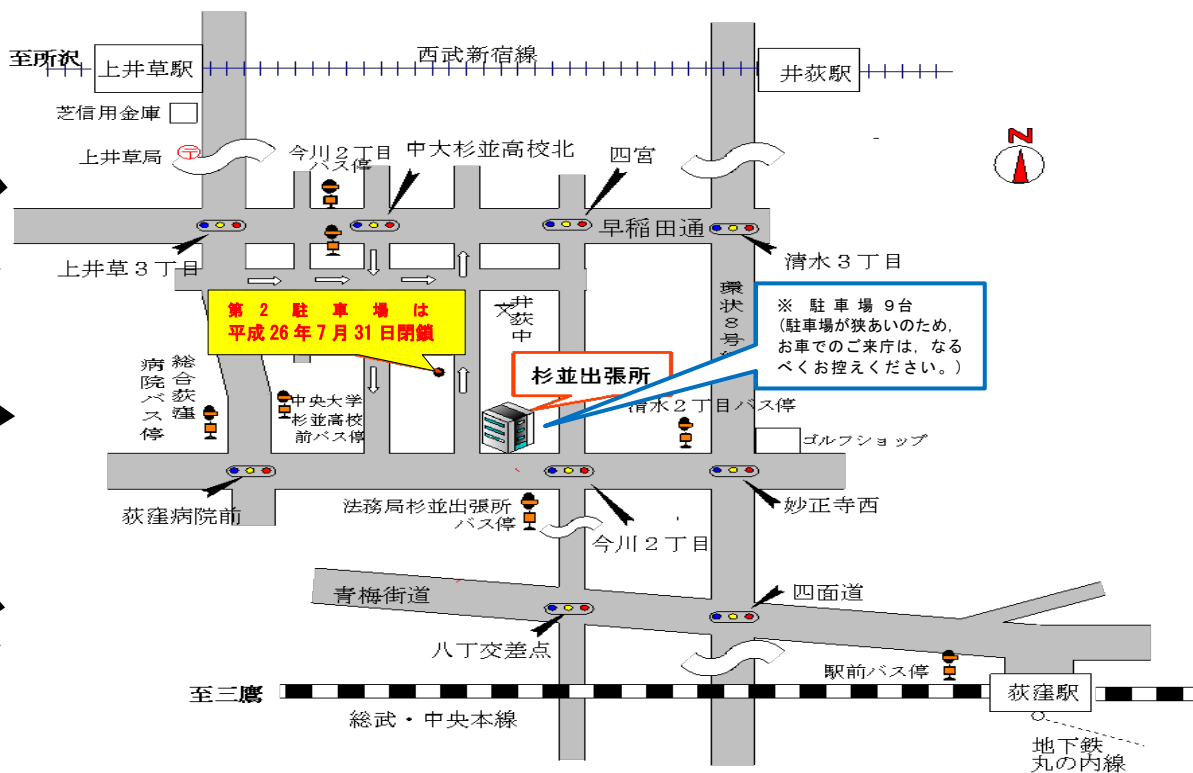 至所沢
上井草駅
西武新宿線
井荻駅
芝信用金庫
上井草局
〒
今川2丁目
バス停
中大杉並高校北
四宮
N
早稲田通
上井草3丁目
清水3丁目
第2駐車場は
平成26年7月31日閉鎖
文
井荻中
環状8号
※ 駐車場 9台
(駐車場が狭あいのため,
お車でのご来庁は, なる
べくお控えください。)
杉並出張所
総合荻窪
病院バス停
中央大学
杉並高校
前バス停
清水2丁目バス停
ゴルフショップ
荻窪病院前
法務局杉並出張所
バス停
今川2丁目
妙正寺西
青梅街道
四面道
八丁交差点
駅前バス停
至三鷹
荻窪駅
総武・中央本線
地下鉄
丸の内線